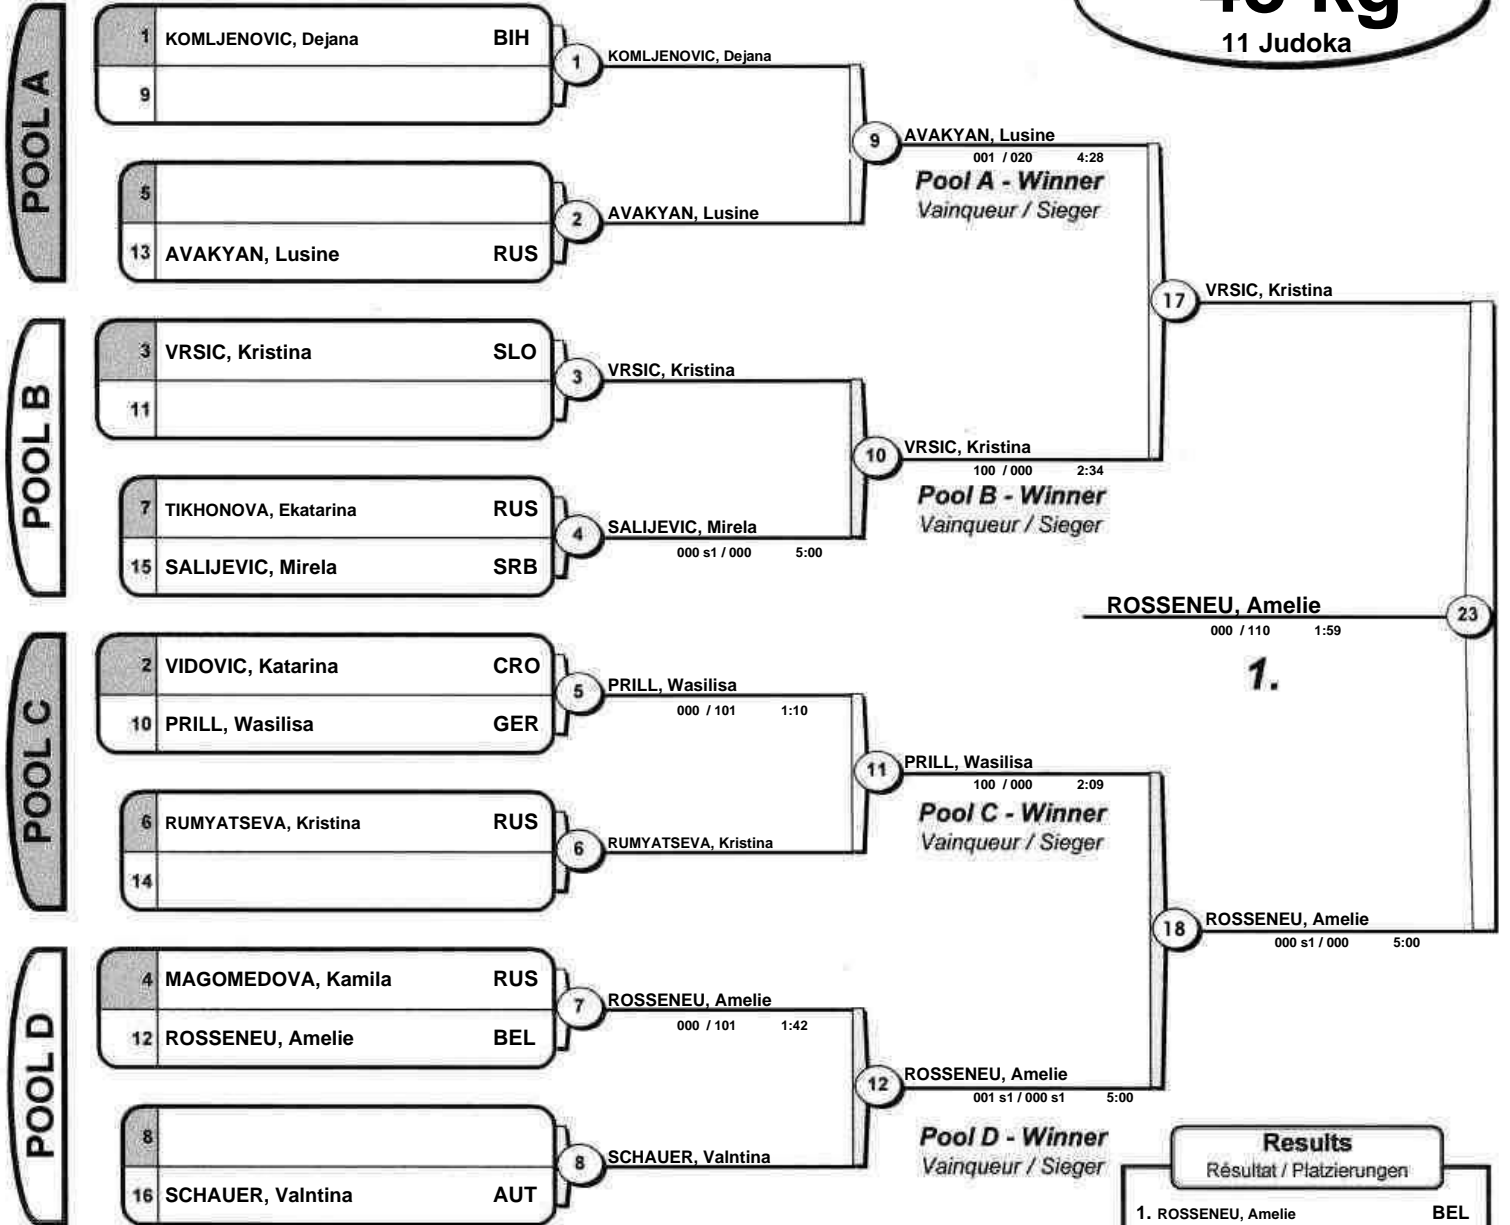 48 kg
11 Judoka
POOL A
1 KOMLJENOVIC, Dejana BIH
9
1
KOMLJENOVIC, Dejana
5
13 AVAKYAN, Lusine RUS
2
AVAKYAN, Lusine
9
AVAKYAN, Lusine
001 / 020 4:28
Pool A - Winner
Vainqueur / Sieger
POOL B
3 VRSIC, Kristina SLO
11
3
VRSIC, Kristina
7 TIKHONOVA, Ekatarina RUS
15 SALIJEVIC, Mirela SRB
4
SALIJEVIC, Mirela
000 s1 / 000 5:00
10
VRSIC, Kristina
100 / 000 2:34
Pool B - Winner
Vainqueur / Sieger
17
VRSIC, Kristina
POOL C
2 VIDOVIC, Katarina CRO
10 PRILL, Wasilisa GER
5
PRILL, Wasilisa
000 / 101 1:10
6 RUMYATSEVA, Kristina RUS
14
6
RUMYATSEVA, Kristina
11
PRILL, Wasilisa
100 / 000 2:09
Pool C - Winner
Vainqueur / Sieger
POOL D
4 MAGOMEDOVA, Kamila RUS
12 ROSSENEU, Amelie BEL
7
ROSSENEU, Amelie
000 / 101 1:42
8
16 SCHAUER, Valntina AUT
8
SCHAUER, Valntina
12
ROSSENEU, Amelie
001 s1 / 000 s1 5:00
Pool D - Winner
Vainqueur / Sieger
18
ROSSENEU, Amelie
000 s1 / 000 5:00
23
ROSSENEU, Amelie
000 / 110 1:59
1.
Results
Résultat / Platzierungen
1. ROSSENEU, Amelie BEL